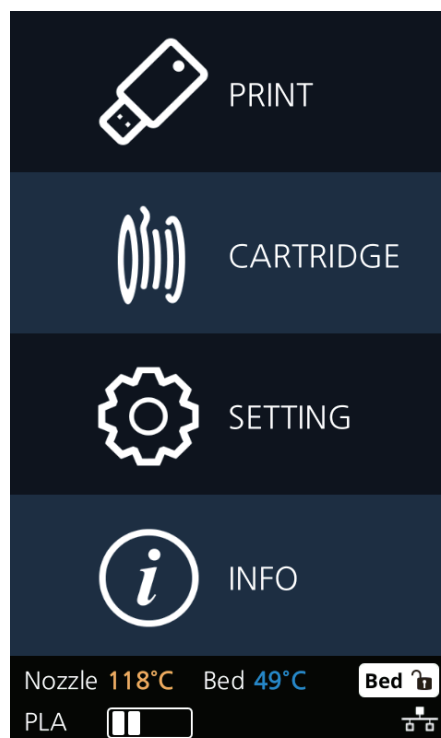 PRINT
CARTRIDGE
SETTING
i INFO
Nozzle 118°C Bed 49°C Bed
PLA